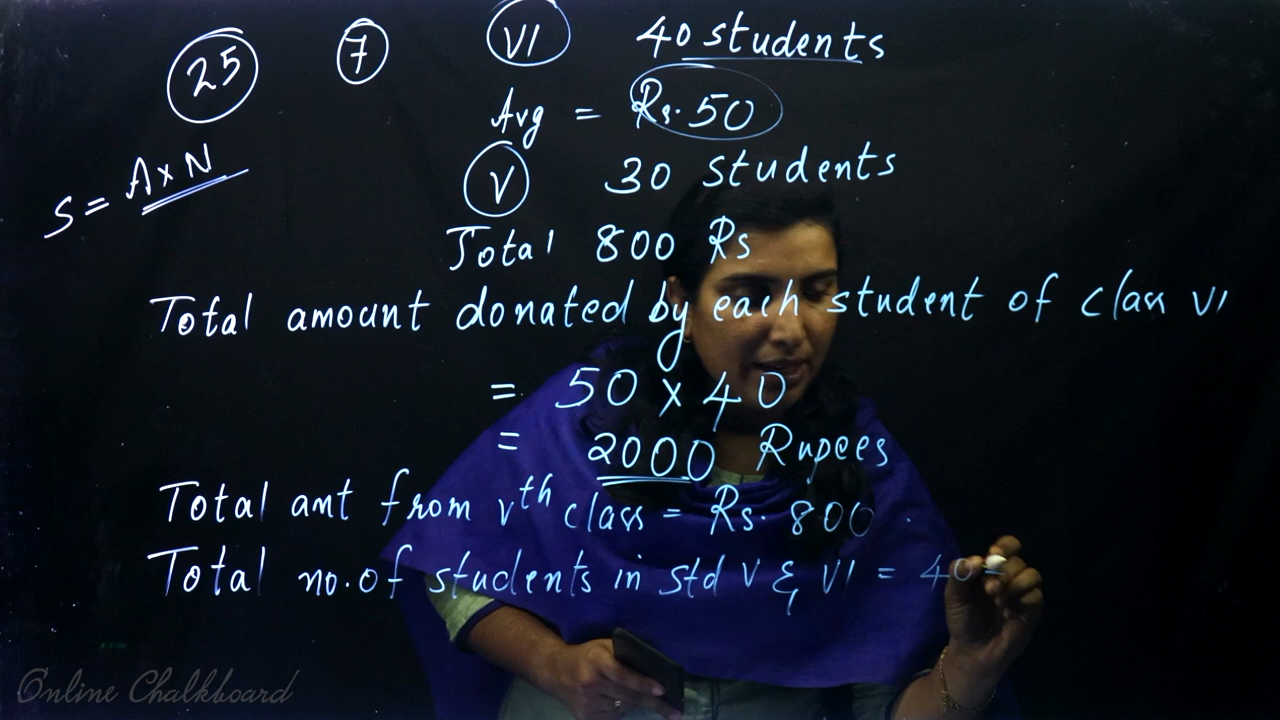 25 7 VI 40 students
Avg = Rs. 50
S = A x N
V 30 students
Total 800 Rs
Total amount donated by each student of class VI
= 50 x 40
= 2000 Rupees
Total amt from vth class = Rs. 800.
Total no. of students in std V & VI = 40
Online Chalkboard